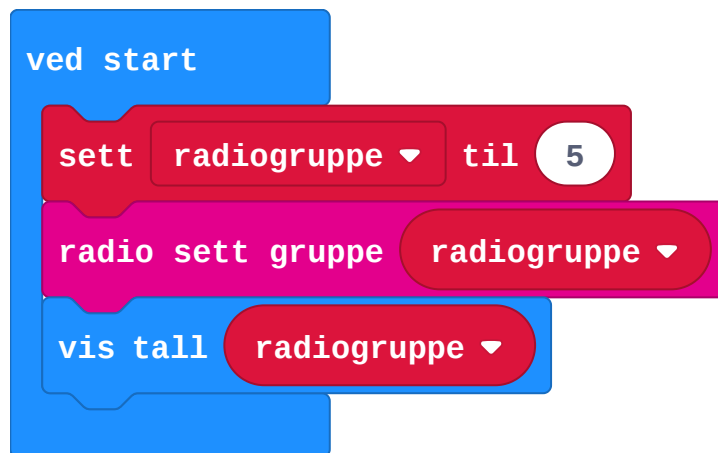 ved start
sett radiogruppe til 5
radio sett gruppe radiogruppe
vis tall radiogruppe